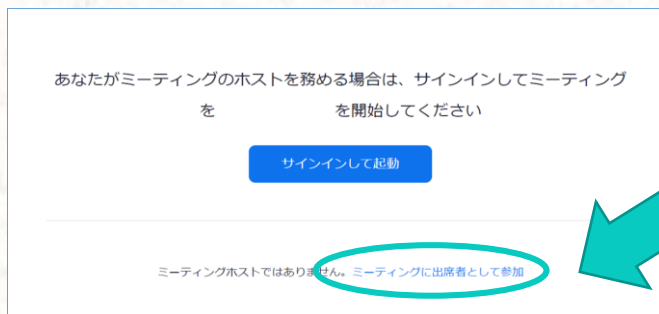 あなたがミーティングのホストを務める場合は、サインインしてミーティング
を を開始してください
サインインして起動
ミーティングホストではありません。ミーティングに出席者として参加